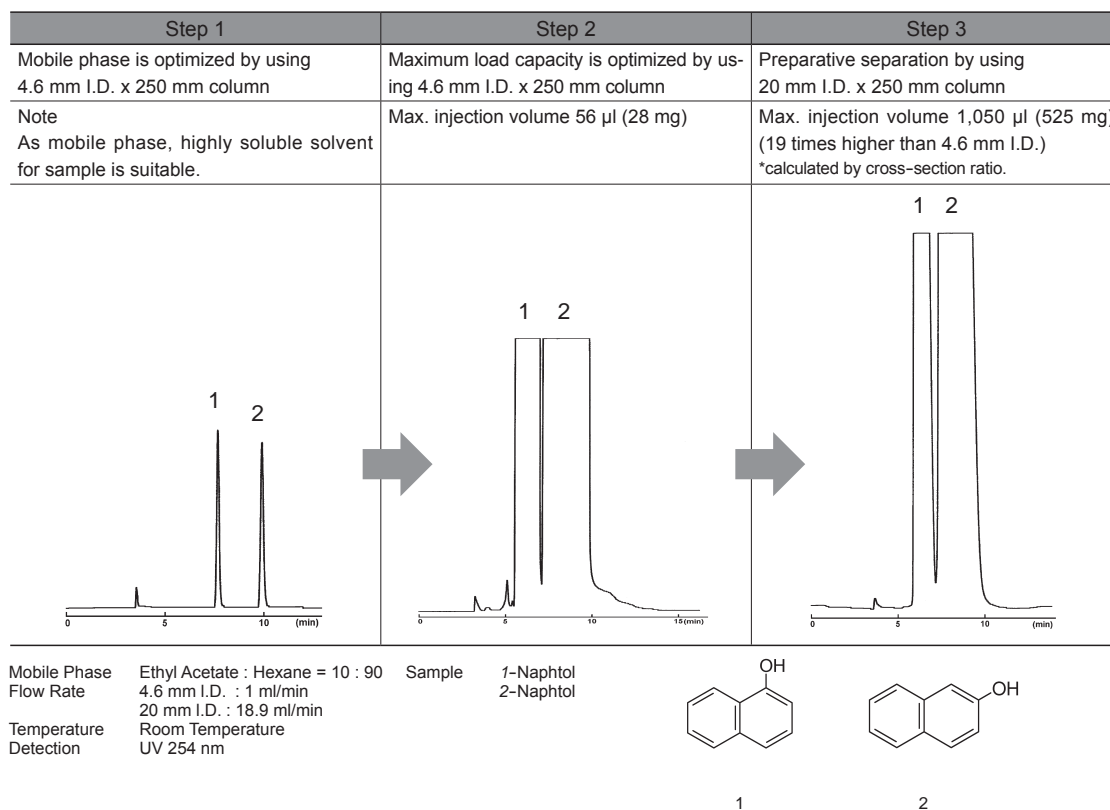 Step 1
Step 2
Step 3
Mobile phase is optimized by using
4.6 mm I.D. x 250 mm column
Maximum load capacity is optimized by us-
ing 4.6 mm I.D. x 250 mm column
Preparative separation by using
20 mm I.D. x 250 mm column
Note
As mobile phase, highly soluble solvent
for sample is suitable.
Max. injection volume 56 µl (28 mg)
Max. injection volume 1,050 µl (525 mg)
(19 times higher than 4.6 mm I.D.)
*calculated by cross-section ratio.
1
2
0 5 10 (min)
1 2
0 5 10 15(min)
1 2
0 5 10 (min)
Mobile Phase Ethyl Acetate : Hexane = 10 : 90
Flow Rate 4.6 mm I.D. : 1 ml/min
20 mm I.D. : 18.9 ml/min
Temperature Room Temperature
Detection UV 254 nm
Sample 1-Naphtol
2-Naphtol
OH
OH
1
2